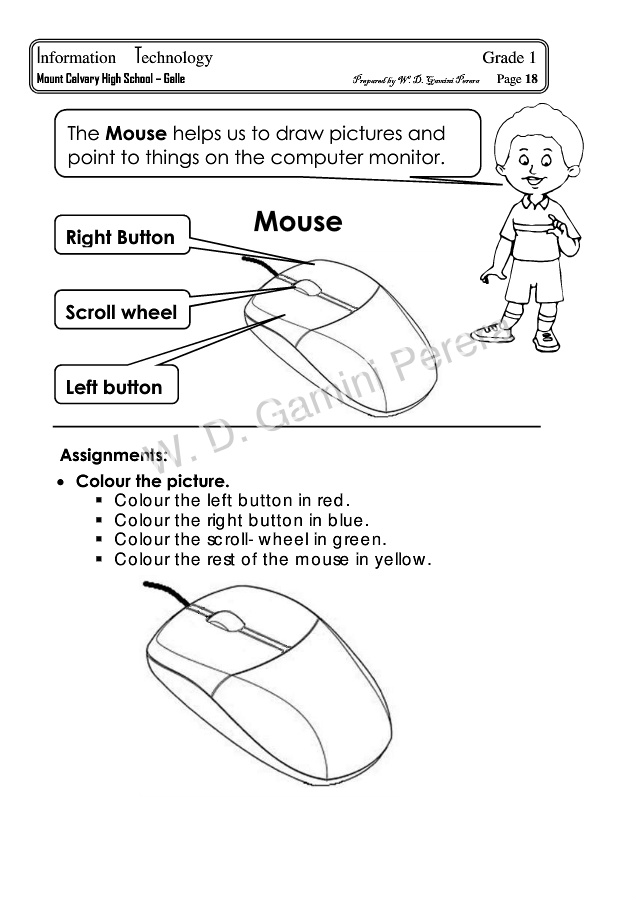 Information Technology Grade 1
Mount Calvary High School – Galle Prepared by W. D. Gamini Perera Page 18
The Mouse helps us to draw pictures and
point to things on the computer monitor.
Mouse
Right Button
Scroll wheel
Left button
W. D. Gamini Perera
Assignments:
• Colour the picture.
▪ Colour the left button in red.
▪ Colour the right button in blue.
▪ Colour the scroll- wheel in green.
▪ Colour the rest of the mouse in yellow.